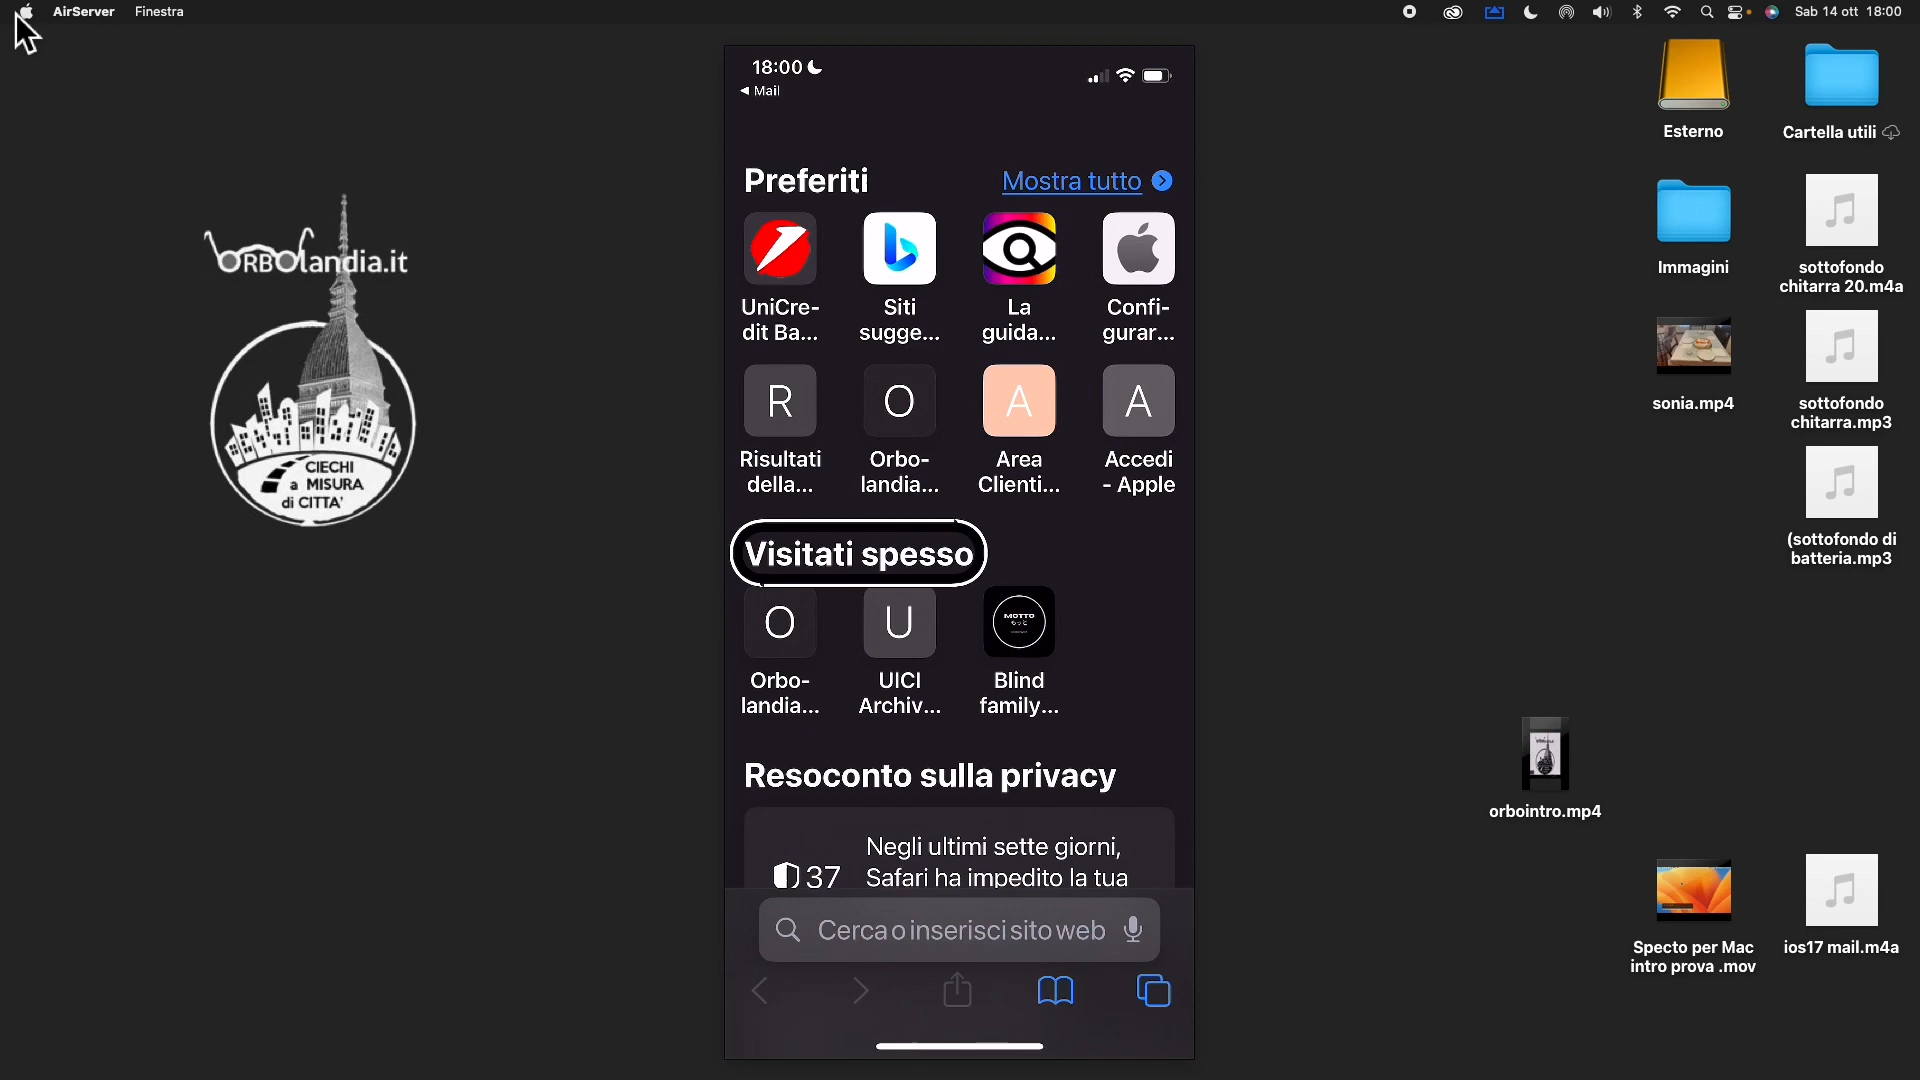 AirServer Finestra
Sab 14 ott 18:00
ORBOlandia.it
CIECHI
a MISURA
di CITTA'
18:00
◀ Mail
Preferiti
Mostra tutto
UniCre-
dit Ba...
Siti
sugge...
La
guida...
Confi-
gurar...
R
O
A
A
Risultati
della...
Orbo-
landia...
Area
Clienti...
Accedi
- Apple
Visitati spesso
O
U
MOTTO
もっと
Orbo-
landia...
UICI
Archiv...
Blind
family...
Resoconto sulla privacy
37
Negli ultimi sette giorni,
Safari ha impedito la tua
Cerca o inserisci sito web
Esterno
Cartella utili
Immagini
sottofondo
chitarra 20.m4a
sonia.mp4
sottofondo
chitarra.mp3
(sottofondo di
batteria.mp3
orbointro.mp4
Specto per Mac
intro prova .mov
ios17 mail.m4a